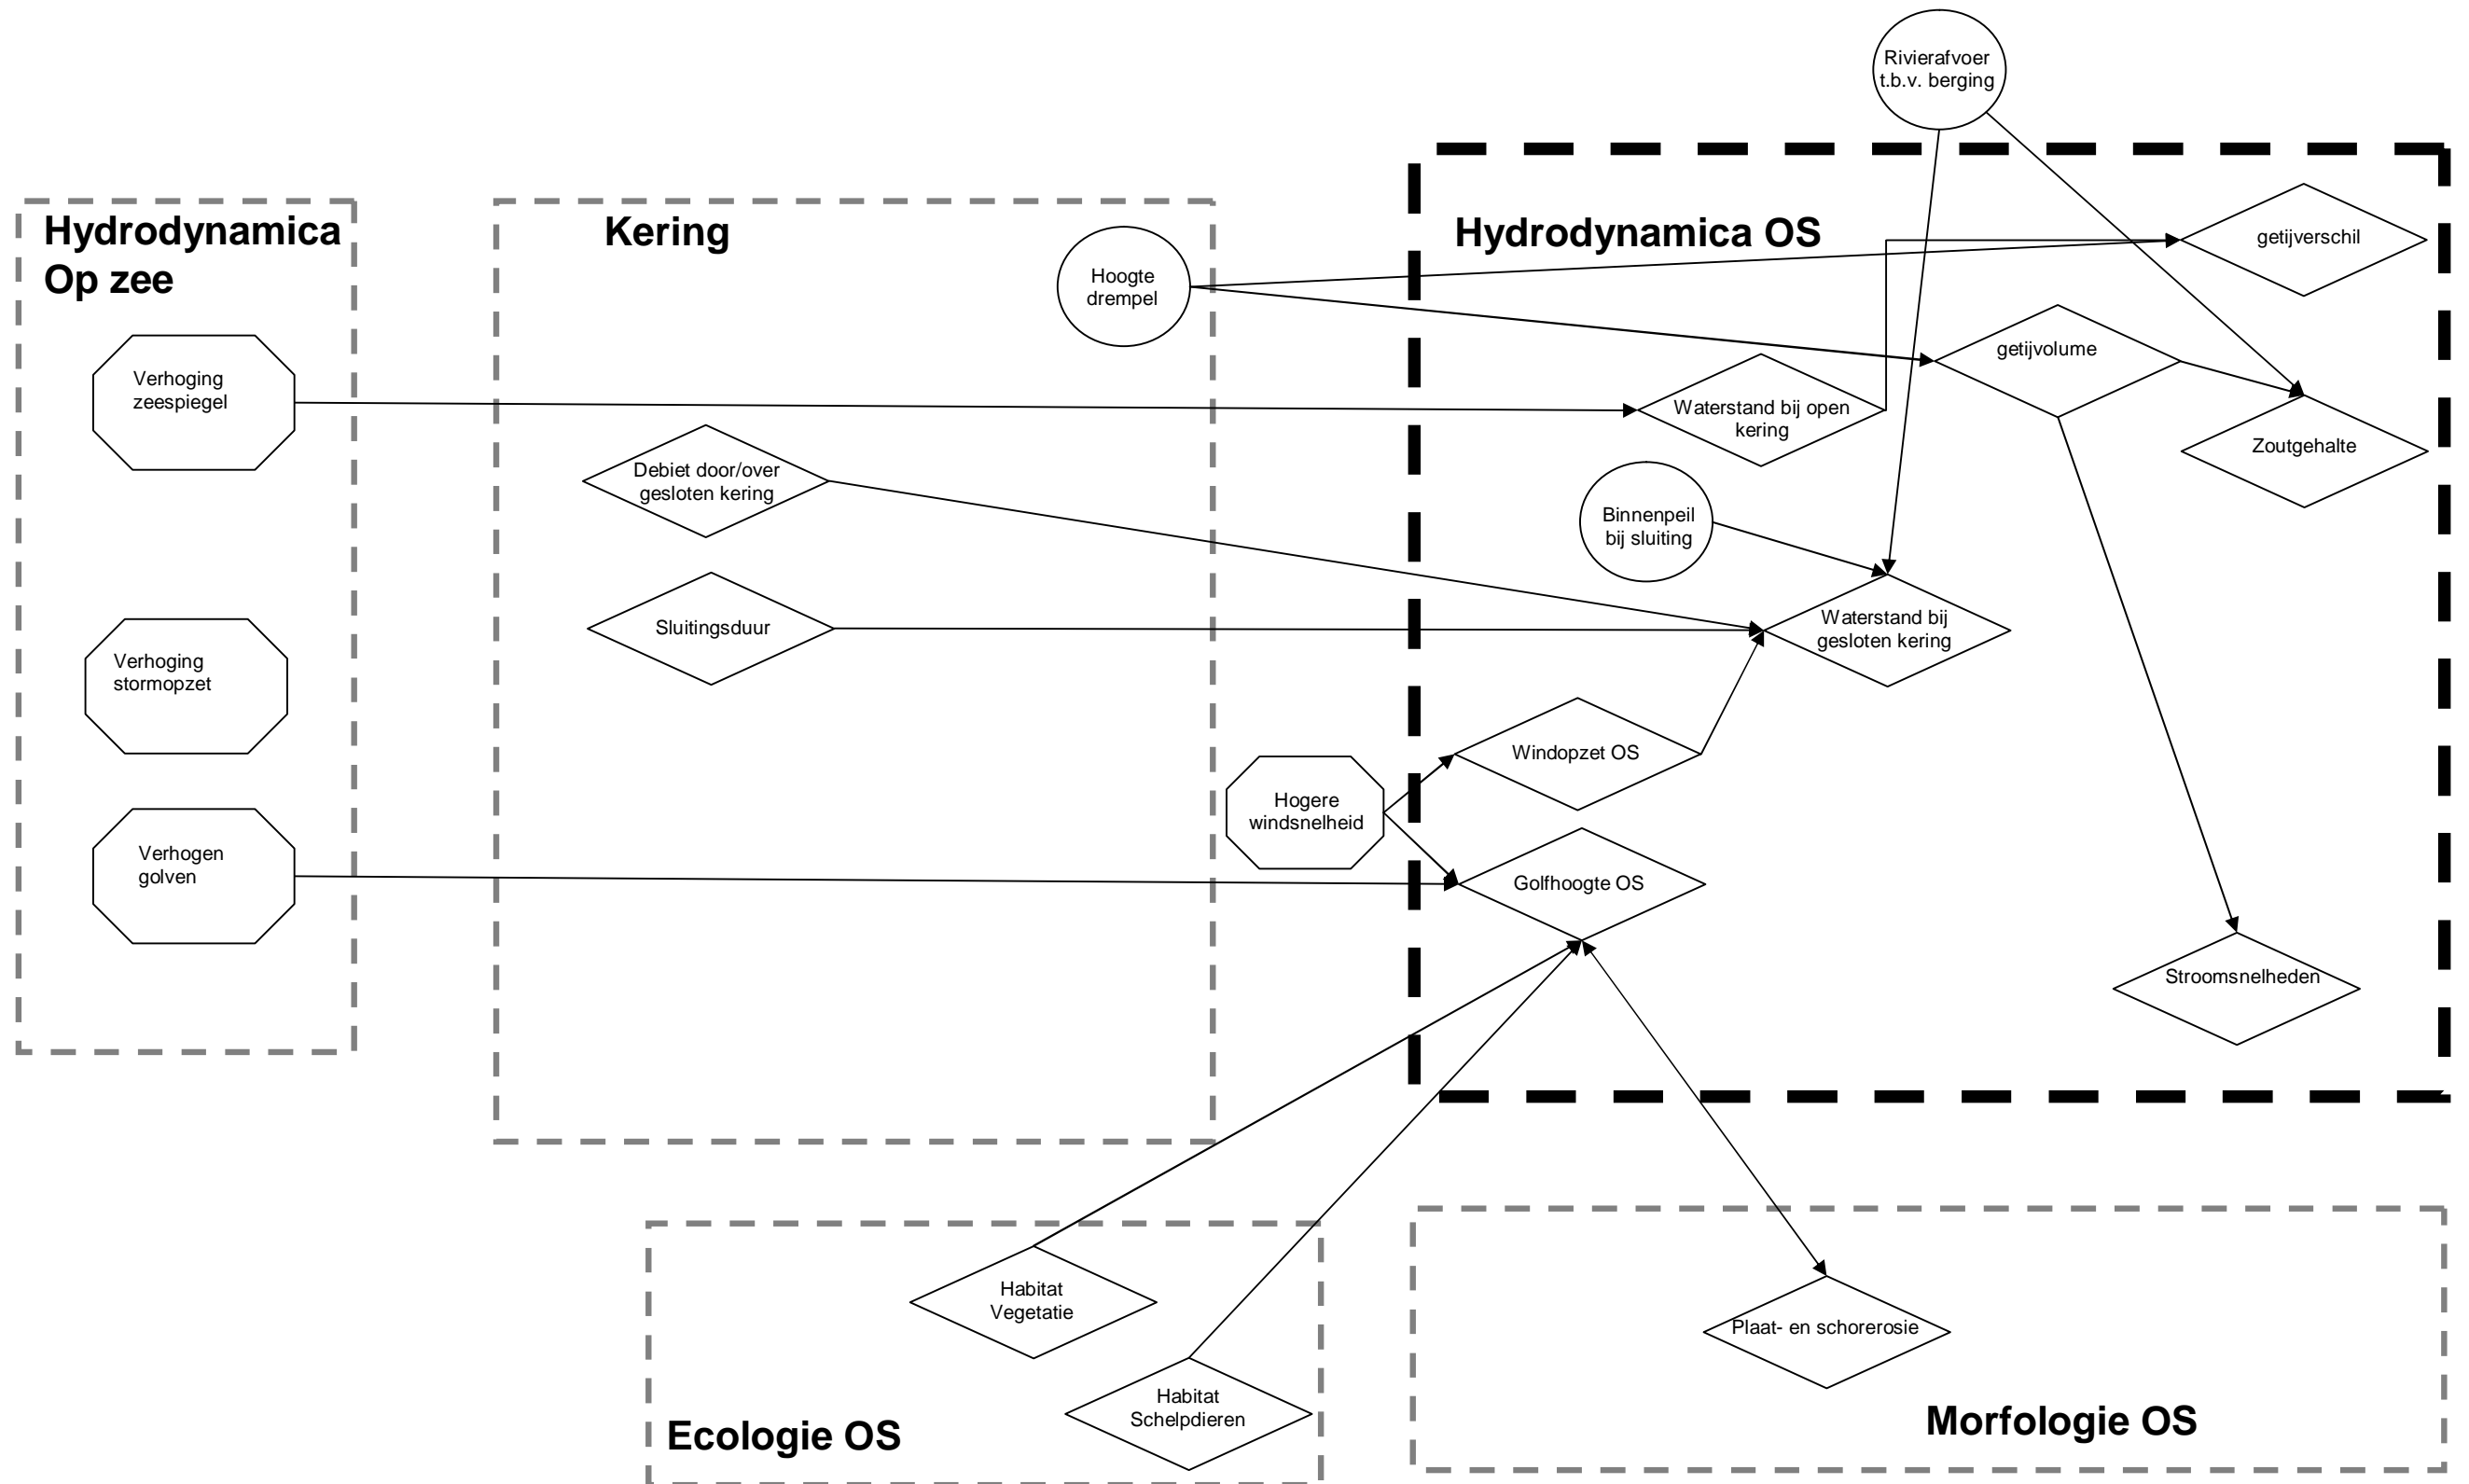 Rivierafvoer
t.b.v. berging
Hydrodynamica
Op zee
Kering
Hydrodynamica OS
Hoogte
drempel
getijverschil
getijvolume
Verhoging
zeespiegel
Waterstand bij open
kering
Zoutgehalte
Debiet door/over
gesloten kering
Binnenpeil
bij sluiting
Sluitingsduur
Waterstand bij
gesloten kering
Verhoging
stormopzet
Windopzet OS
Hogere
windsnelheid
Verhogen
golven
Golfhoogte OS
Stroomsnelheden
Habitat
Vegetatie
Plaat- en schorerosie
Habitat
Schelpdieren
Ecologie OS
Morfologie OS